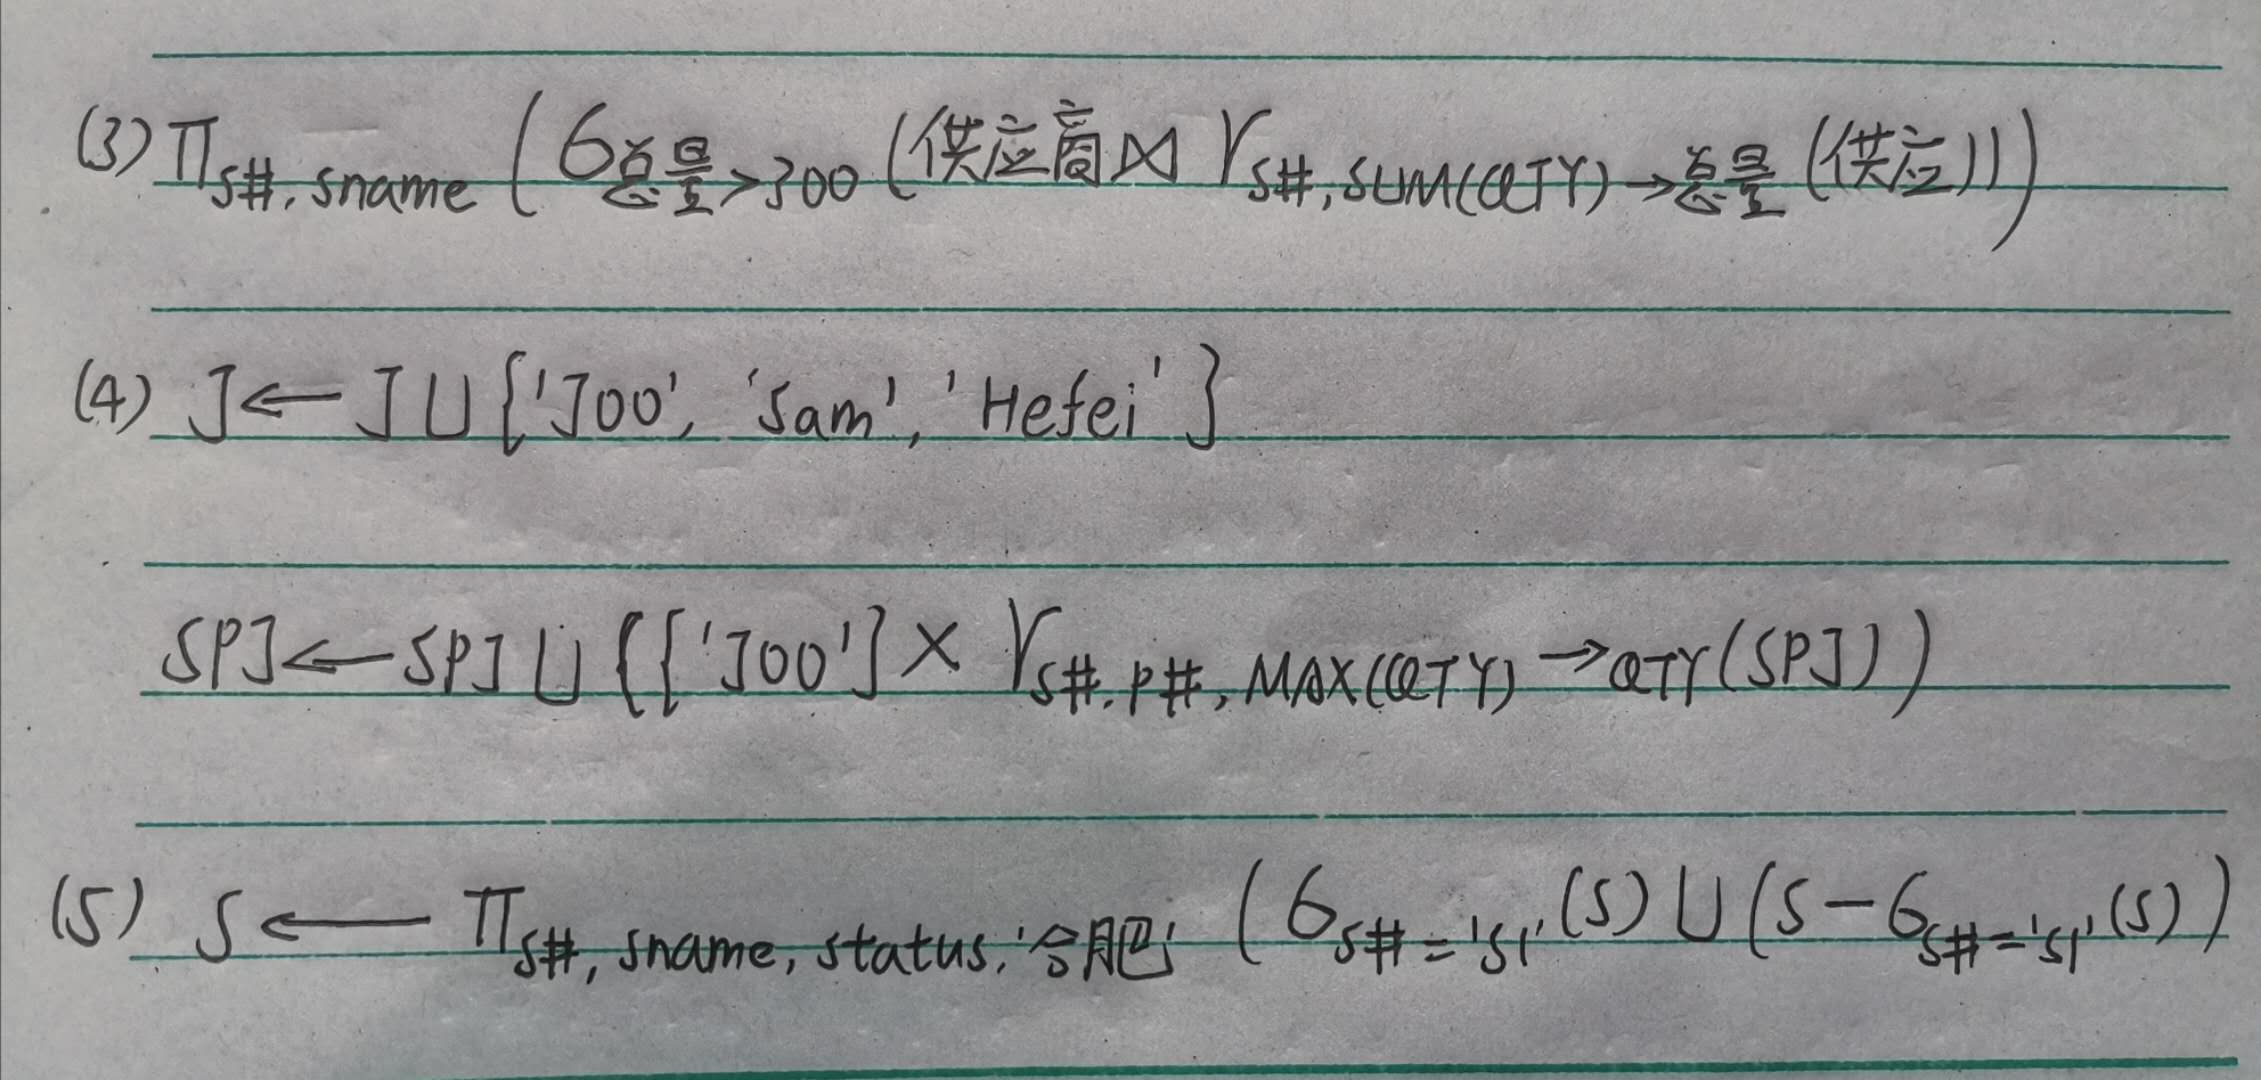 (3) π_{S#, sname} (σ_{总量>300} (供应商 ⋈ γ_{S#, SUM(QTY)→总量} (供应)))
(4) J ← J ∪ {'J00', 'Sam', 'Hefei'}
SPJ ← SPJ ∪ ({'J00'} × γ_{S#, P#, MAX(QTY)→QTY} (SPJ))
(5) S ← π_{S#, sname, status, '合肥'} (σ_{S#='S1'} (S) ∪ (S − σ_{S#='S1'} (S))